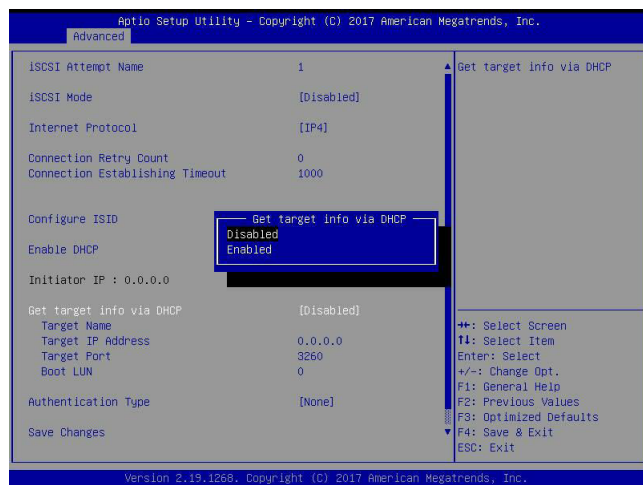 Aptio Setup Utility – Copyright (C) 2017 American Megatrends, Inc.
Advanced
iSCSI Attempt Name 1
iSCSI Mode [Disabled]
Internet Protocol [IP4]
Connection Retry Count 0
Connection Establishing Timeout 1000
Configure ISID
Enable DHCP
Initiator IP : 0.0.0.0
Get target info via DHCP [Disabled]
Target Name
Target IP Address 0.0.0.0
Target Port 3260
Boot LUN 0
Authentication Type [None]
Save Changes
Get target info via DHCP
Disabled
Enabled
Get target info via DHCP
→←: Select Screen
↑↓: Select Item
Enter: Select
+/-: Change Opt.
F1: General Help
F2: Previous Values
F3: Optimized Defaults
F4: Save & Exit
ESC: Exit
Version 2.19.1268. Copyright (C) 2017 American Megatrends, Inc.